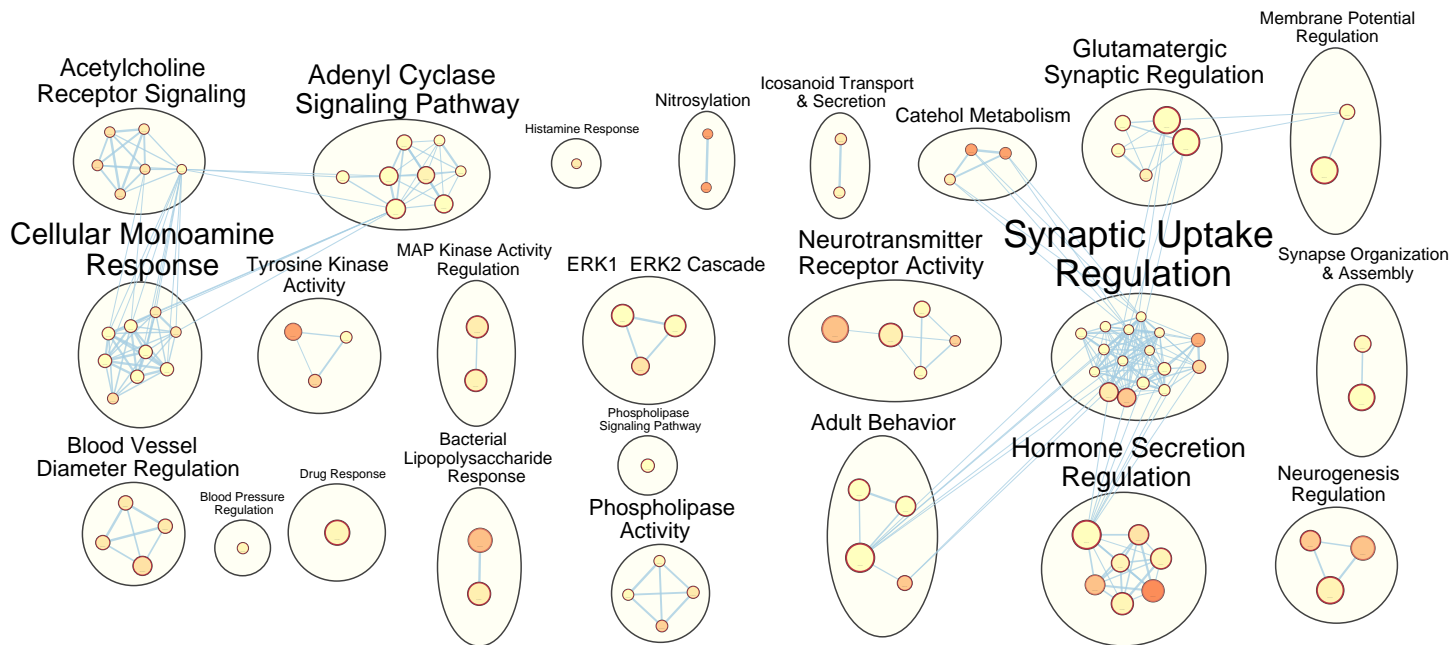 Acetylcholine
Receptor Signaling
Adenyl Cyclase
Signaling Pathway
Histamine Response
Nitrosylation
Icosanoid Transport
& Secretion
Catehol Metabolism
Glutamatergic
Synaptic Regulation
Membrane Potential
Regulation
Cellular Monoamine
Response
Tyrosine Kinase
Activity
MAP Kinase Activity
Regulation
ERK1 ERK2 Cascade
Neurotransmitter
Receptor Activity
Synaptic Uptake
Regulation
Synapse Organization
& Assembly
Blood Vessel
Diameter Regulation
Blood Pressure
Regulation
Drug Response
Bacterial
Lipopolysaccharide
Response
Phospholipase
Signaling Pathway
Phospholipase
Activity
Adult Behavior
Hormone Secretion
Regulation
Neurogenesis
Regulation